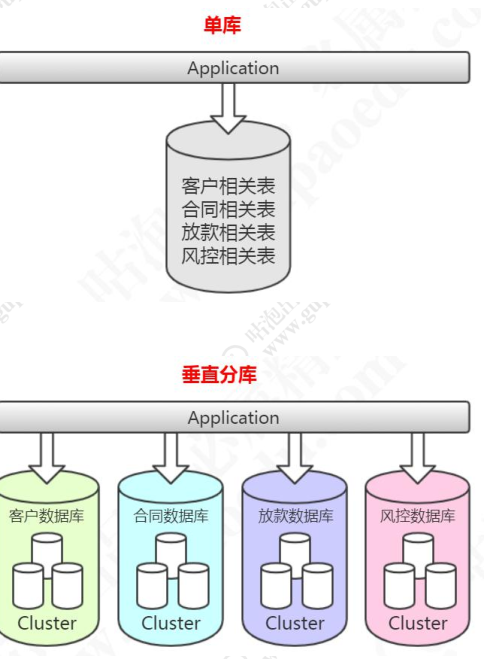 单库
Application
客户相关表
合同相关表
放款相关表
风控相关表
垂直分库
Application
客户数据库 合同数据库 放款数据库 风控数据库
Cluster Cluster Cluster Cluster